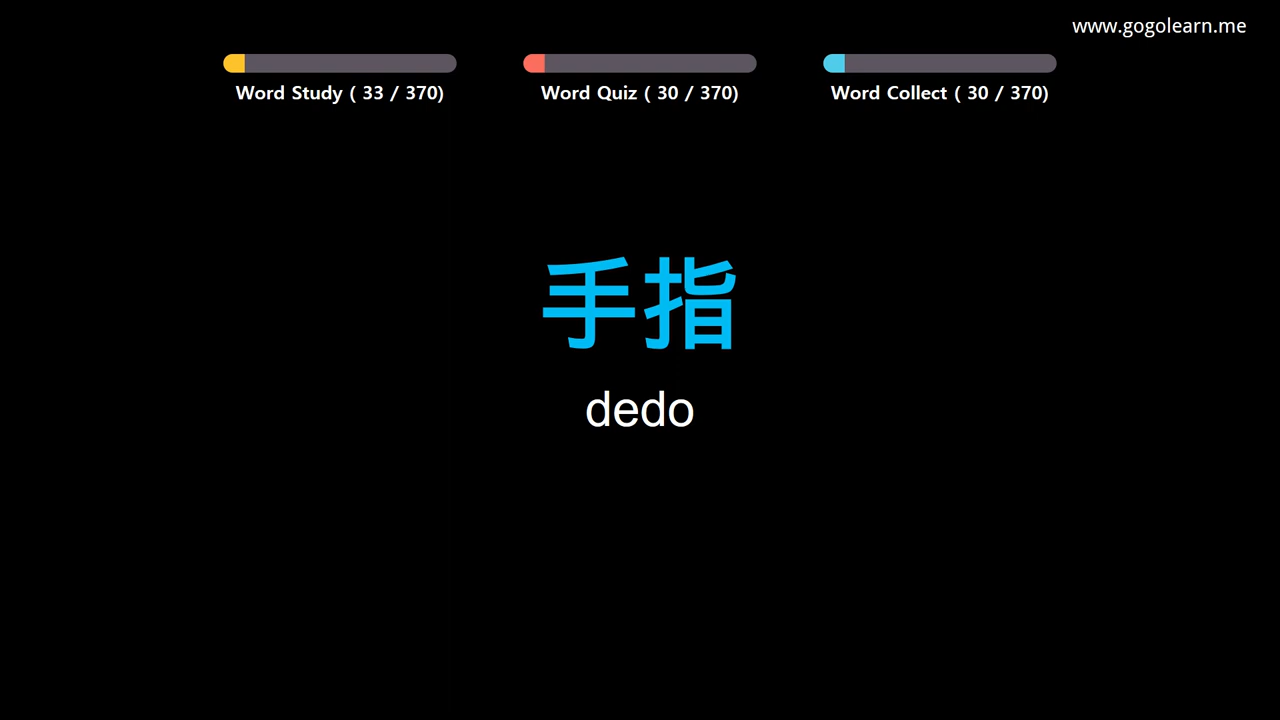 www.gogolearn.me
Word Study ( 33 / 370)
Word Quiz ( 30 / 370)
Word Collect ( 30 / 370)
手指
dedo